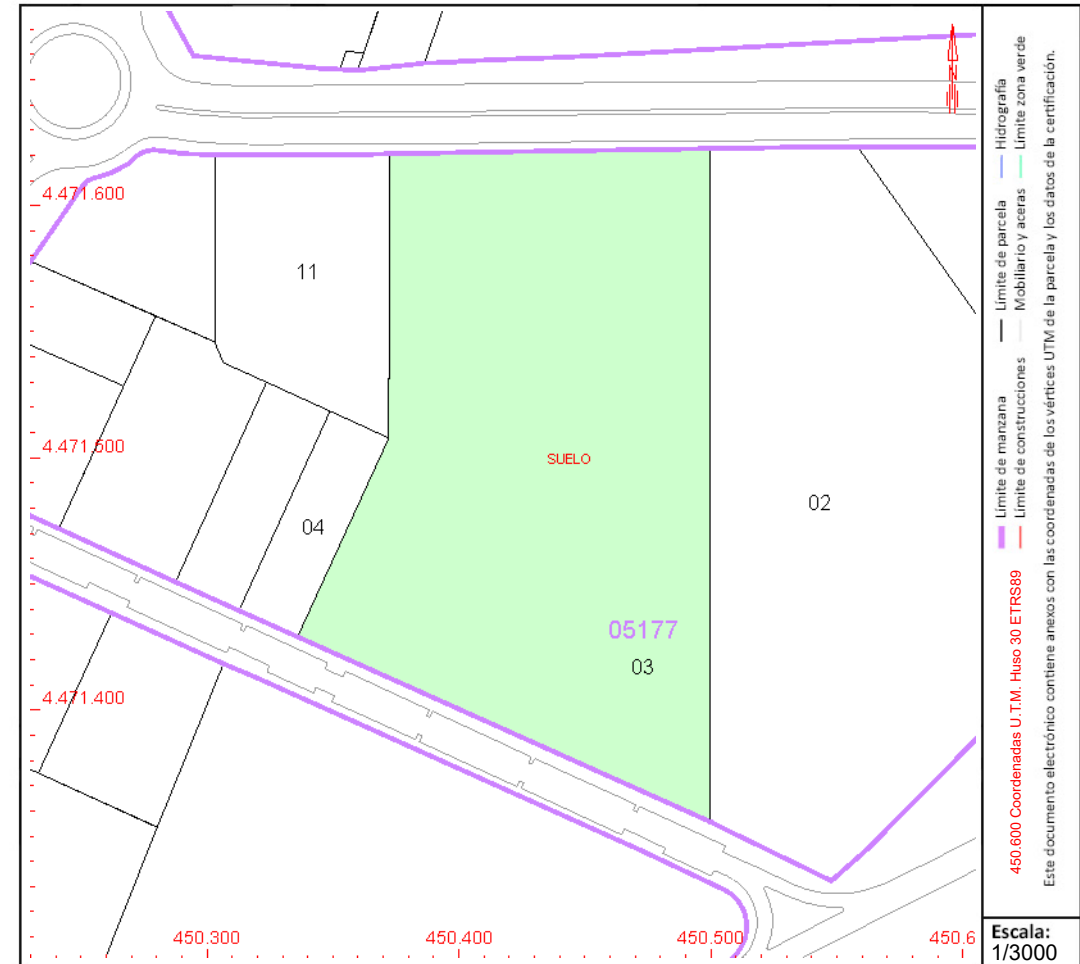 4.471.600
11
4.471.500
SUELO
02
04
05177
03
4.471.400
450.300
450.400
450.500
450.6
Límite de manzana
Límite de parcela
Hidrografía
Límite de construcciones
Mobiliario y aceras
Límite zona verde
450.600 Coordenadas U.T.M. Huso 30 ETRS89
Este documento electrónico contiene anexos con lascoordenadas de los vértices UTM de la parcela y los datos de la certificación.
Escala:
1/3000